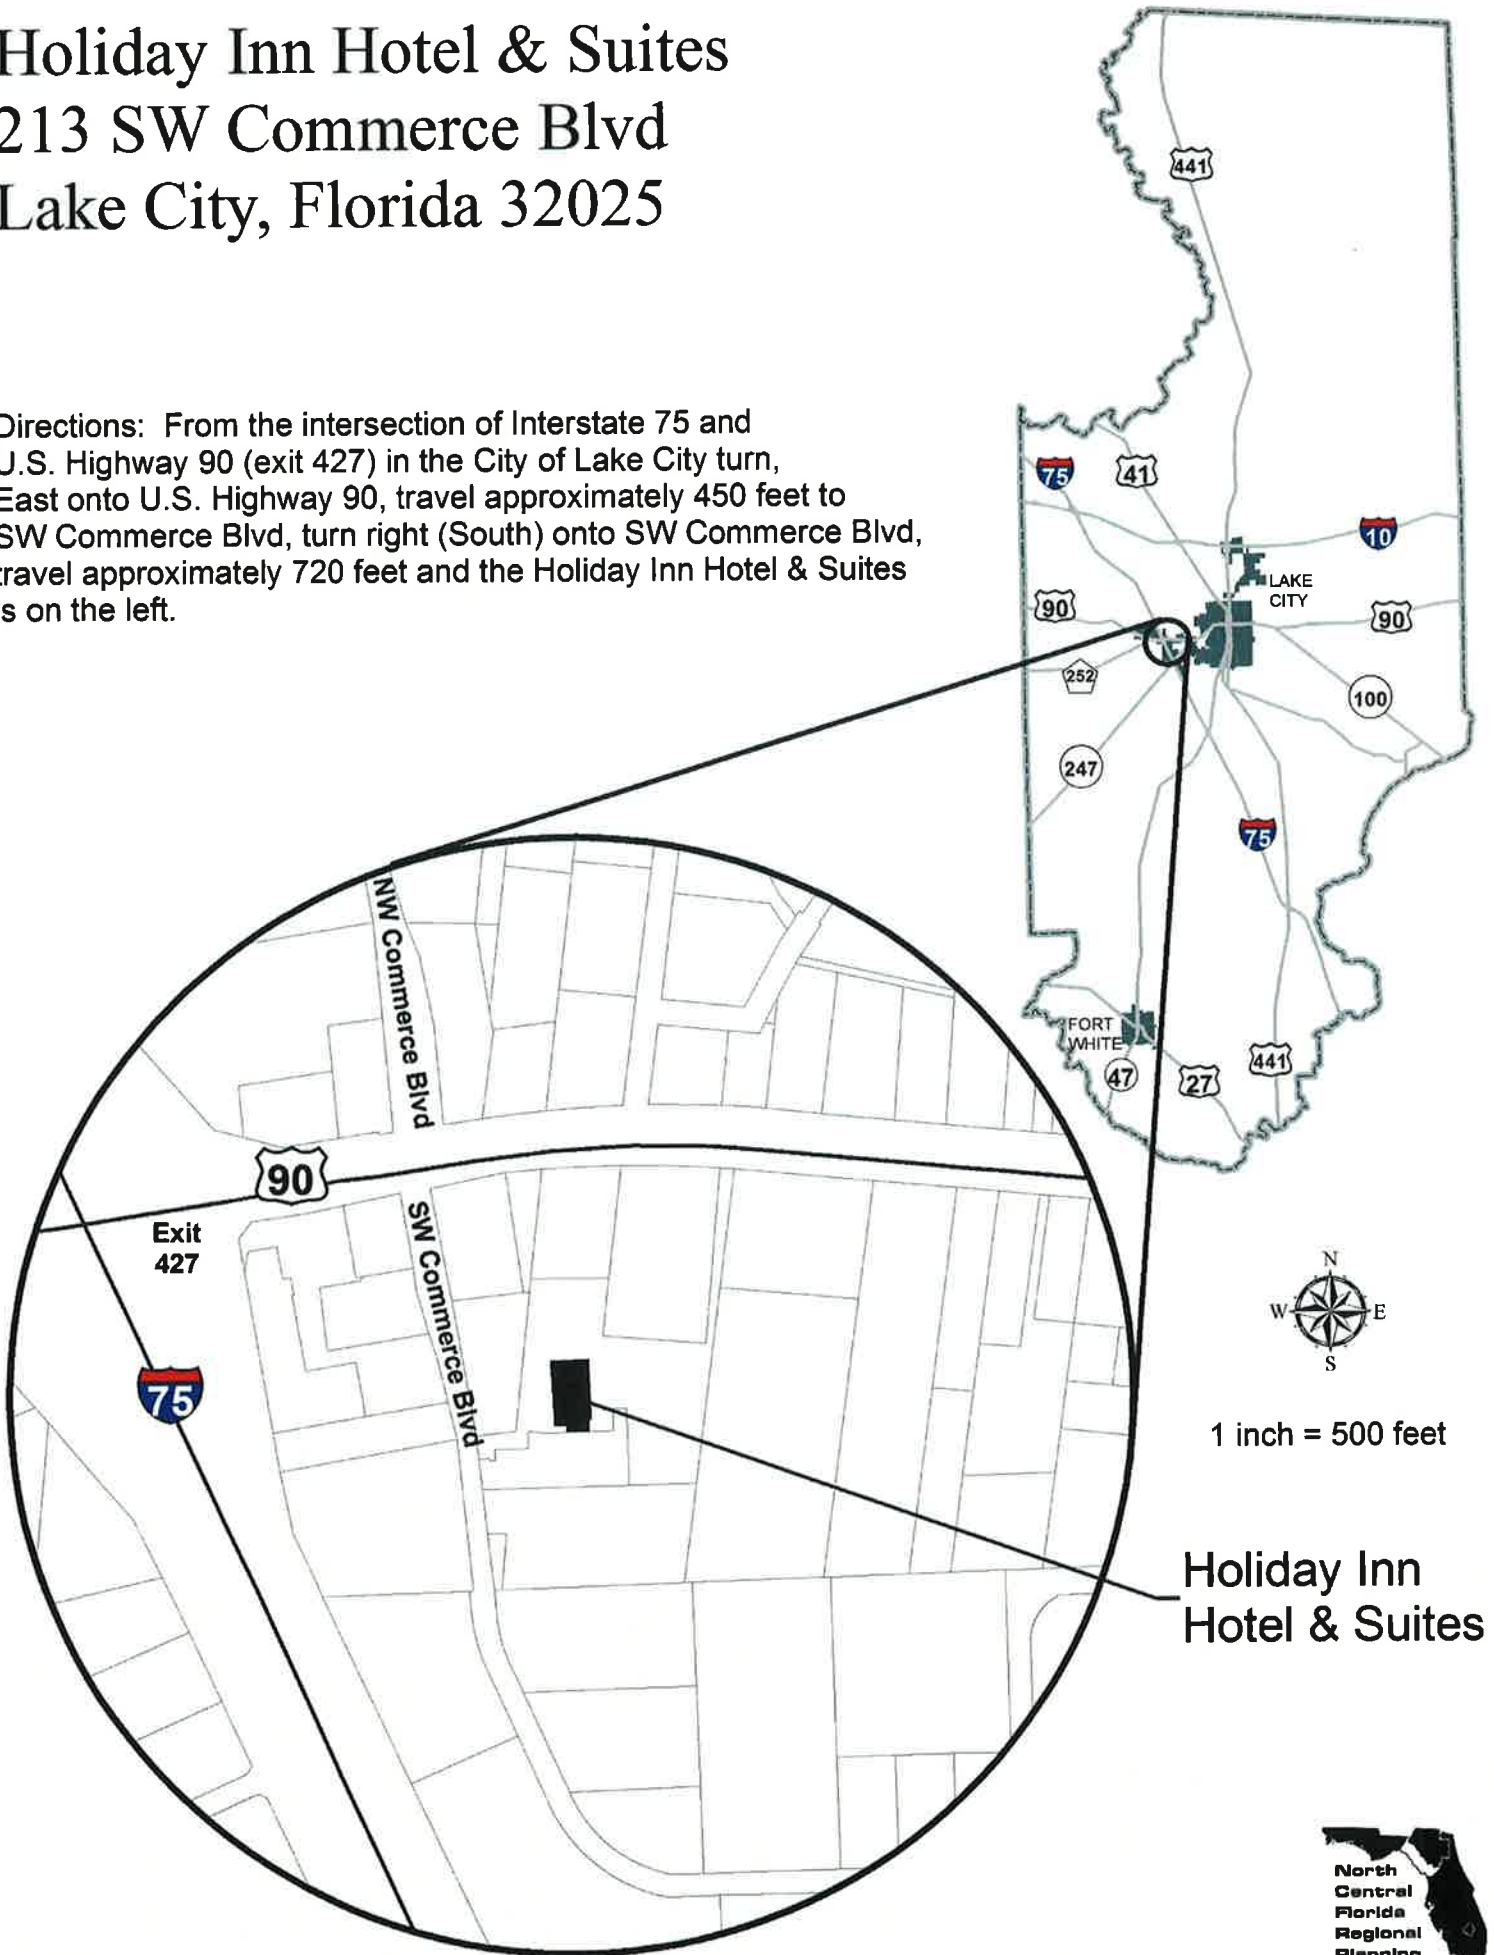 Holiday Inn Hotel & Suites
213 SW Commerce Blvd
Lake City, Florida 32025
Directions: From the intersection of Interstate 75 and
U.S. Highway 90 (exit 427) in the City of Lake City turn,
East onto U.S. Highway 90, travel approximately 450 feet to
SW Commerce Blvd, turn right (South) onto SW Commerce Blvd,
travel approximately 720 feet and the Holiday Inn Hotel & Suites
is on the left.
441
75
41
10
LAKE
CITY
90
90
252
100
247
75
FORT
WHITE
47
27
441
NW Commerce Blvd
90
Exit
427
SW Commerce Blvd
75
N
W
E
S
1 inch = 500 feet
Holiday Inn
Hotel & Suites
North
Central
Florida
Regional
Planning